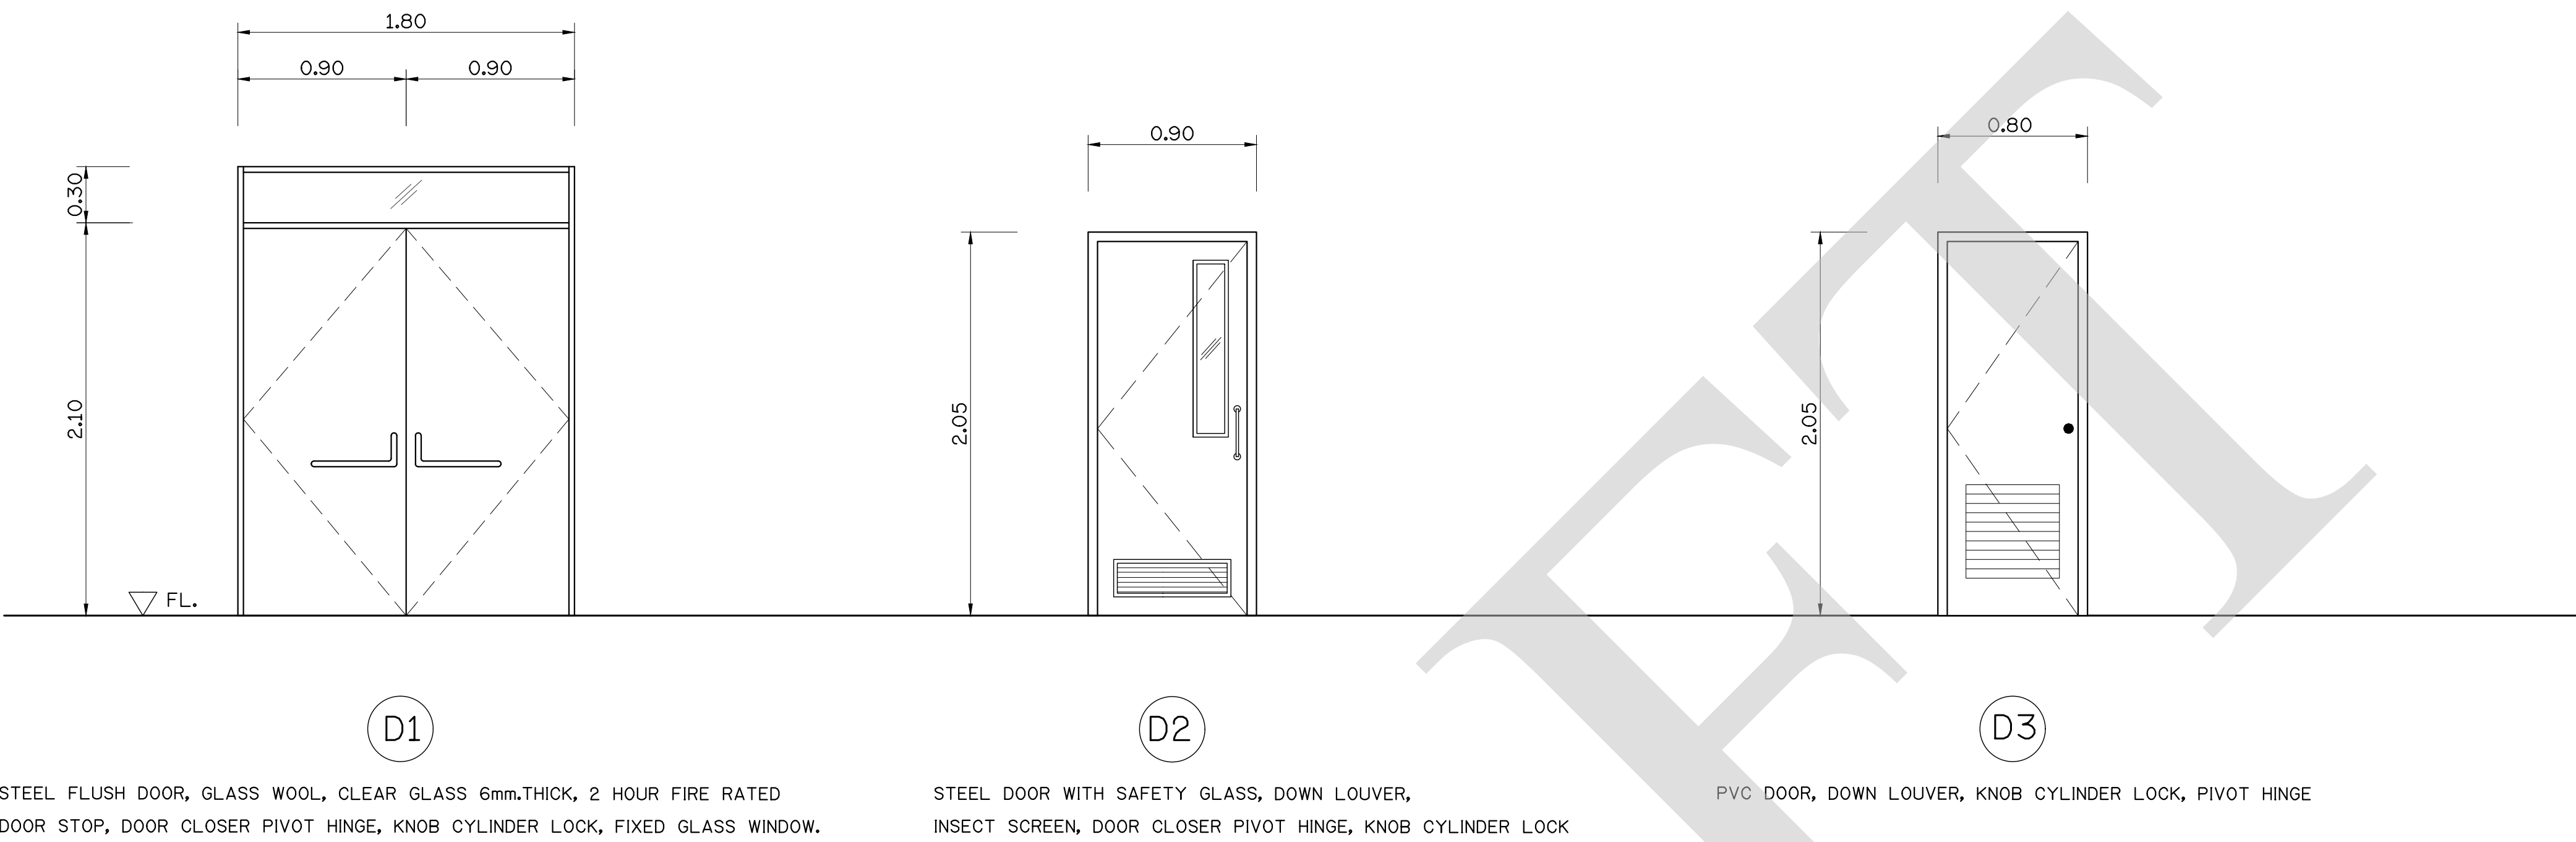 1.80
0.90 0.90
0.30
2.10
FL.
0.90
2.05
0.80
2.05
D1
D2
D3
STEEL FLUSH DOOR, GLASS WOOL, CLEAR GLASS 6mm.THICK, 2 HOUR FIRE RATED
DOOR STOP, DOOR CLOSER PIVOT HINGE, KNOB CYLINDER LOCK, FIXED GLASS WINDOW.
STEEL DOOR WITH SAFETY GLASS, DOWN LOUVER,
INSECT SCREEN, DOOR CLOSER PIVOT HINGE, KNOB CYLINDER LOCK
PVC DOOR, DOWN LOUVER, KNOB CYLINDER LOCK, PIVOT HINGE
FT